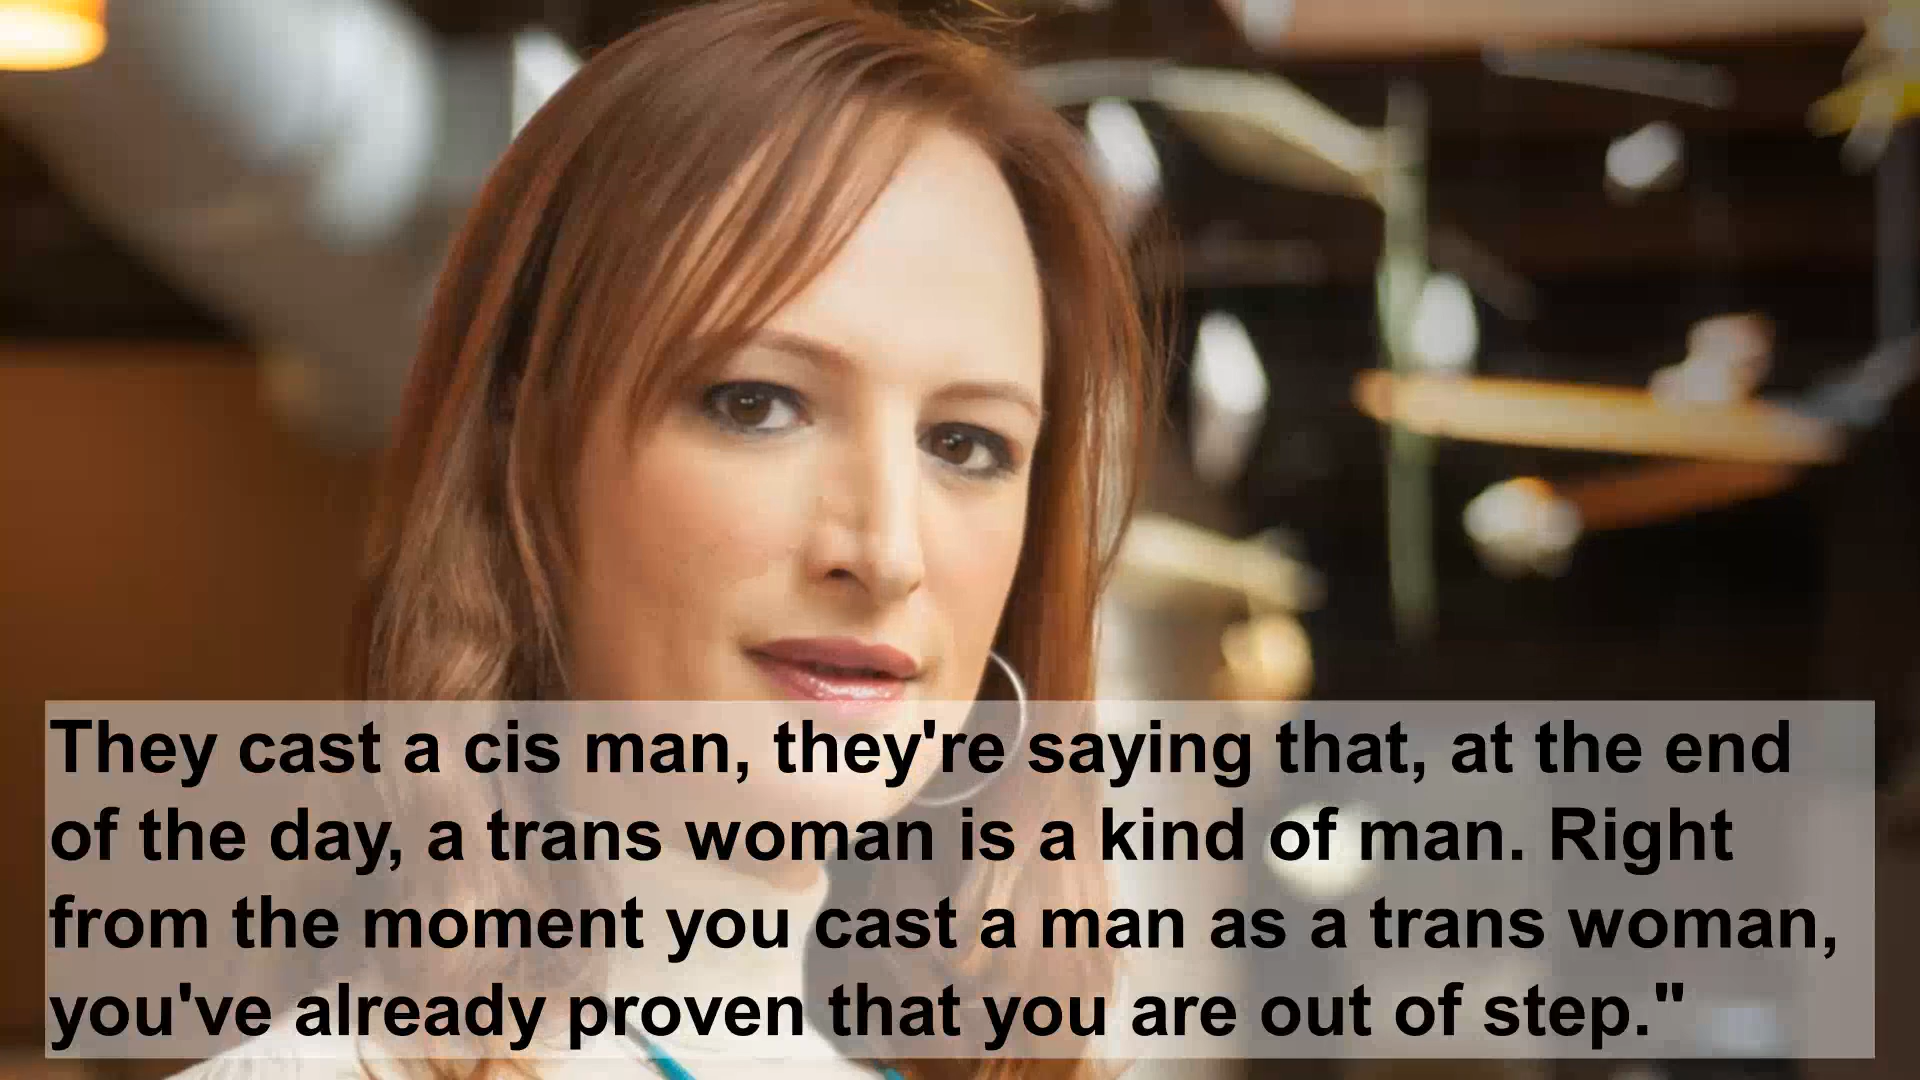 They cast a cis man, they're saying that, at the end
of the day, a trans woman is a kind of man. Right
from the moment you cast a man as a trans woman,
you've already proven that you are out of step."